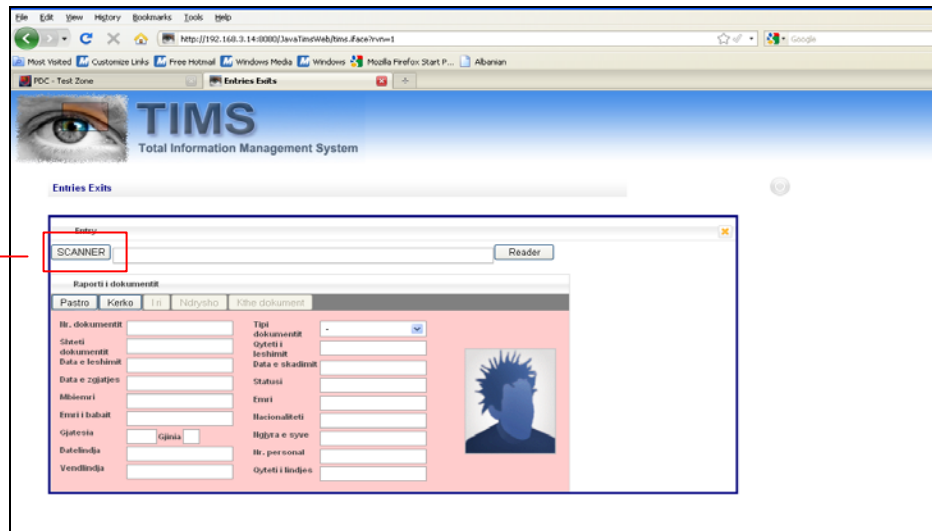 File Edit View History Bookmarks Tools Help
http://192.168.3.14:8080/JavaTimsWeb/tims.iface?rvn=1
Google
Most Visited Customize Links Free Hotmail Windows Media Windows Mozilla Firefox Start P... Albanian
PDC - Test Zone Entries Exits
TIMS
Total Information Management System
Entries Exits
Entry
SCANNER Reader
Raporti i dokumentit
Pastro Kerko I ri Ndrysho Kthe dokument
Nr. dokumentit Tipi dokumentit -
Shteti dokumentit Qyteti i leshimit
Data e leshimit Data e skadimit
Data e zgjatjes Statusi
Mbiemri Emri
Emri i babait Nacionaliteti
Gjatesia Gjinia Ngjyra e syve
Datelindja Nr. personal
Vendlindja Qyteti i lindjes